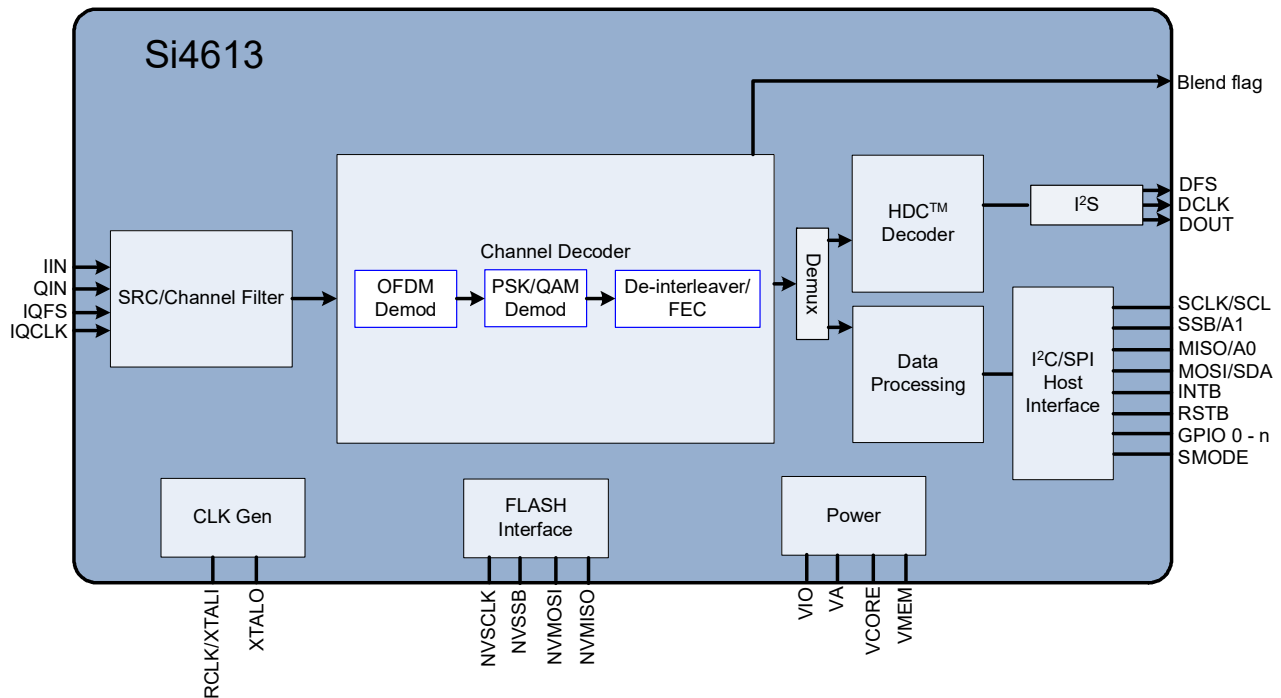 Si4613
Blend flag
IIN
QIN
IQFS
IQCLK
SRC/Channel Filter
Channel Decoder
OFDM
Demod
PSK/QAM
Demod
De-interleaver/
FEC
Demux
HDC™
Decoder
Data
Processing
I²S
DFS
DCLK
DOUT
I²C/SPI
Host
Interface
SCLK/SCL
SSB/A1
MISO/A0
MOSI/SDA
INTB
RSTB
GPIO 0 - n
SMODE
CLK Gen
RCLK/XTALI
XTALO
FLASH
Interface
NVSCLK
NVSSB
NVMOSI
NVMISO
Power
VIO
VA
VCORE
VMEM